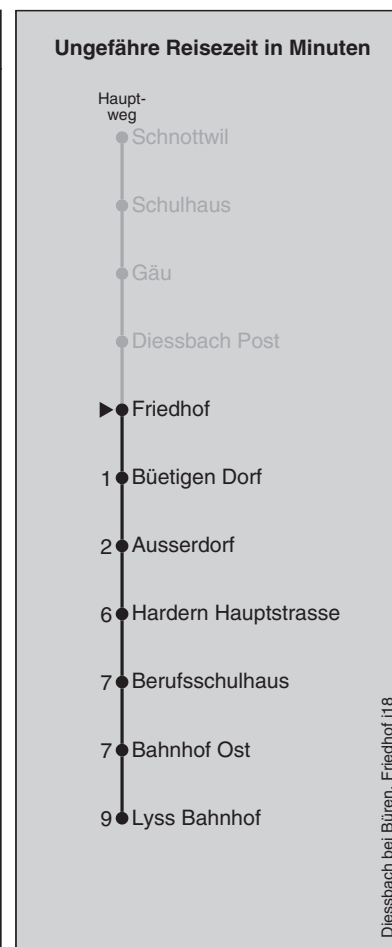 Ungefähre Reisezeit in Minuten
Haupt-
weg
Schnottwil
Schulhaus
Gäu
Diessbach Post
Friedhof
1 Büetigen Dorf
2 Ausserdorf
6 Hardern Hauptstrasse
7 Berufsschulhaus
7 Bahnhof Ost
9 Lyss Bahnhof
Diessbach bei Büren, Friedhof j18